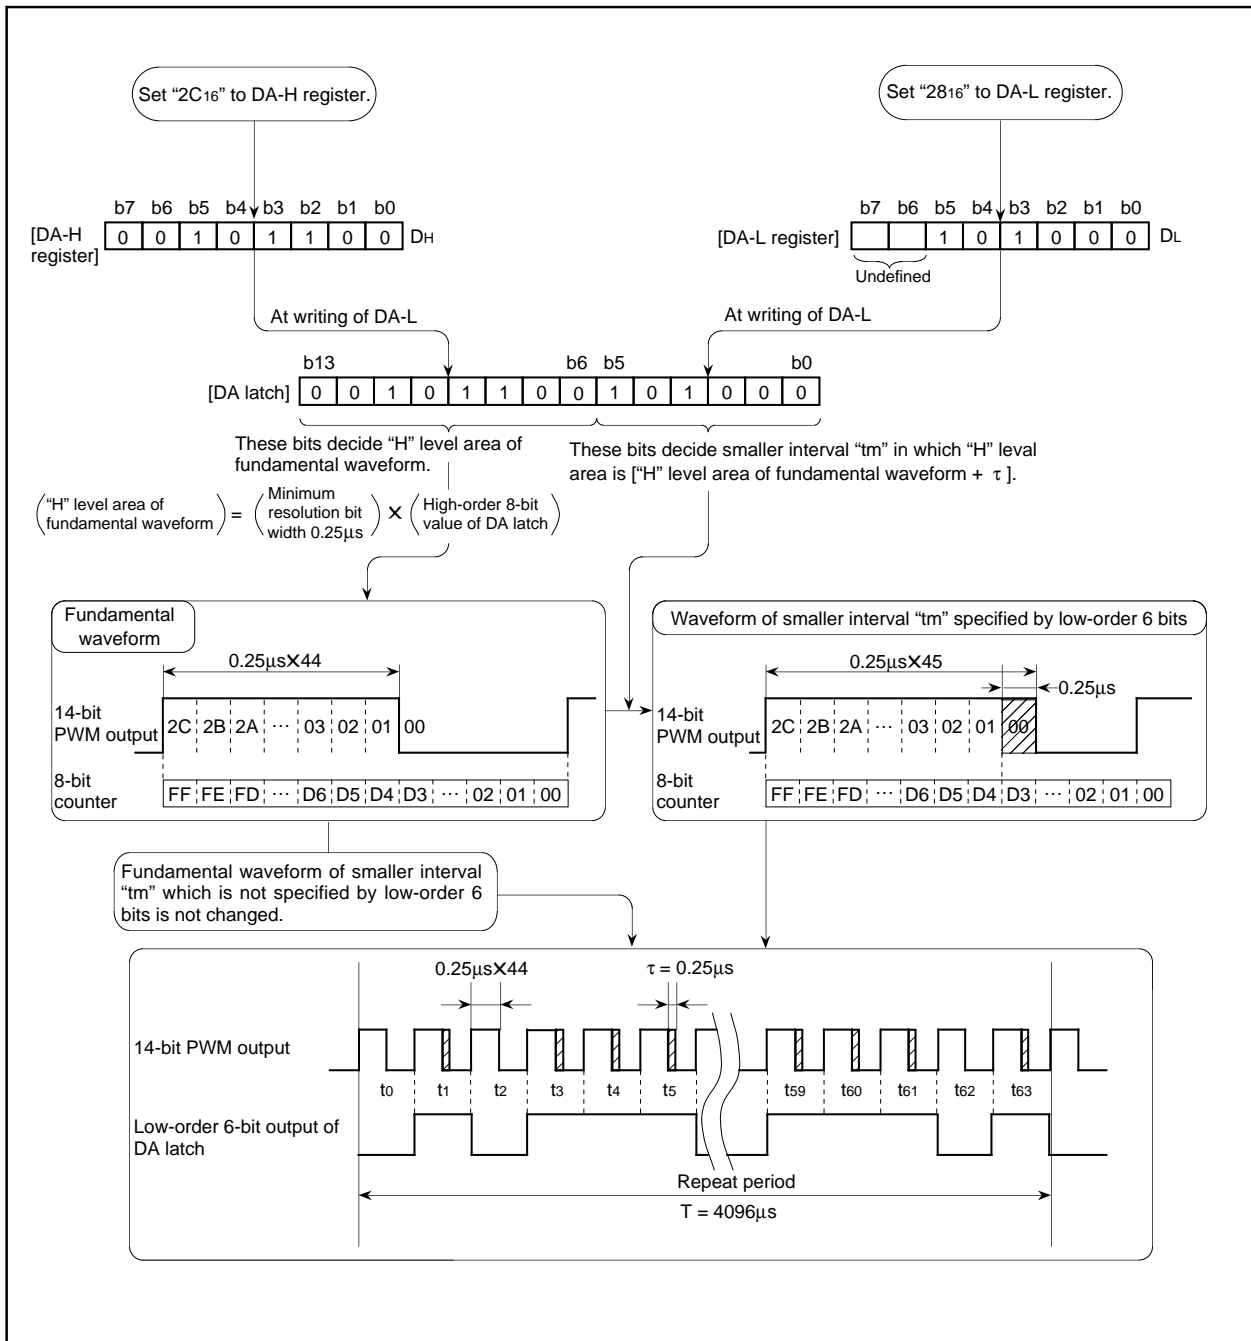 Set “2C16” to DA-H register.
Set “2816” to DA-L register.
b7 b6 b5 b4 b3 b2 b1 b0
[DA-H register] 0 0 1 0 1 1 0 0 DH
b7 b6 b5 b4 b3 b2 b1 b0
[DA-L register] 1 0 1 0 0 0 DL
Undefined
At writing of DA-L
At writing of DA-L
b13 b6 b5 b0
[DA latch] 0 0 1 0 1 1 0 0 1 0 1 0 0 0
These bits decide “H” level area of
fundamental waveform.
These bits decide smaller interval “tm” in which “H” leval
area is [“H” level area of fundamental waveform + τ ].
(“H” level area of fundamental waveform) = (Minimum resolution bit width 0.25μs) × (High-order 8-bit value of DA latch)
Fundamental
waveform
0.25μs×44
14-bit
PWM output
2C 2B 2A ··· 03 02 01 00
8-bit
counter
FF FE FD ··· D6 D5 D4 D3 ··· 02 01 00
Waveform of smaller interval “tm” specified by low-order 6 bits
0.25μs×45
0.25μs
14-bit
PWM output
2C 2B 2A ··· 03 02 01 00
8-bit
counter
FF FE FD ··· D6 D5 D4 D3 ··· 02 01 00
Fundamental waveform of smaller interval
“tm” which is not specified by low-order 6
bits is not changed.
0.25μs×44 τ = 0.25μs
14-bit PWM output
t0 t1 t2 t3 t4 t5 t59 t60 t61 t62 t63
Low-order 6-bit output of
DA latch
Repeat period
T = 4096μs